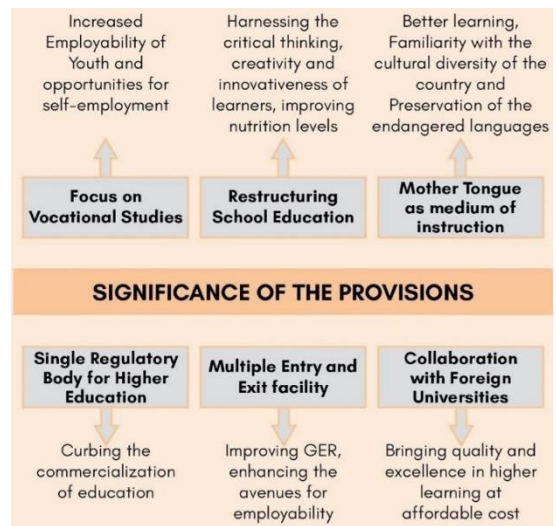 Increased
Employability of
Youth and
opportunities for
self-employment
Harnessing the
critical thinking,
creativity and
innovativeness of
learners, improving
nutrition levels
Better learning,
Familiarity with the
cultural diversity of the
country and
Preservation of the
endangered languages
Focus on
Vocational Studies
Restructuring
School Education
Mother Tongue
as medium of
instruction
SIGNIFICANCE OF THE PROVISIONS
Single Regulatory
Body for Higher
Education
Multiple Entry and
Exit facility
Collaboration
with Foreign
Universities
Curbing the
commercialization
of education
Improving GER,
enhancing the
avenues for
employability
Bringing quality and
excellence in higher
learning at
affordable cost